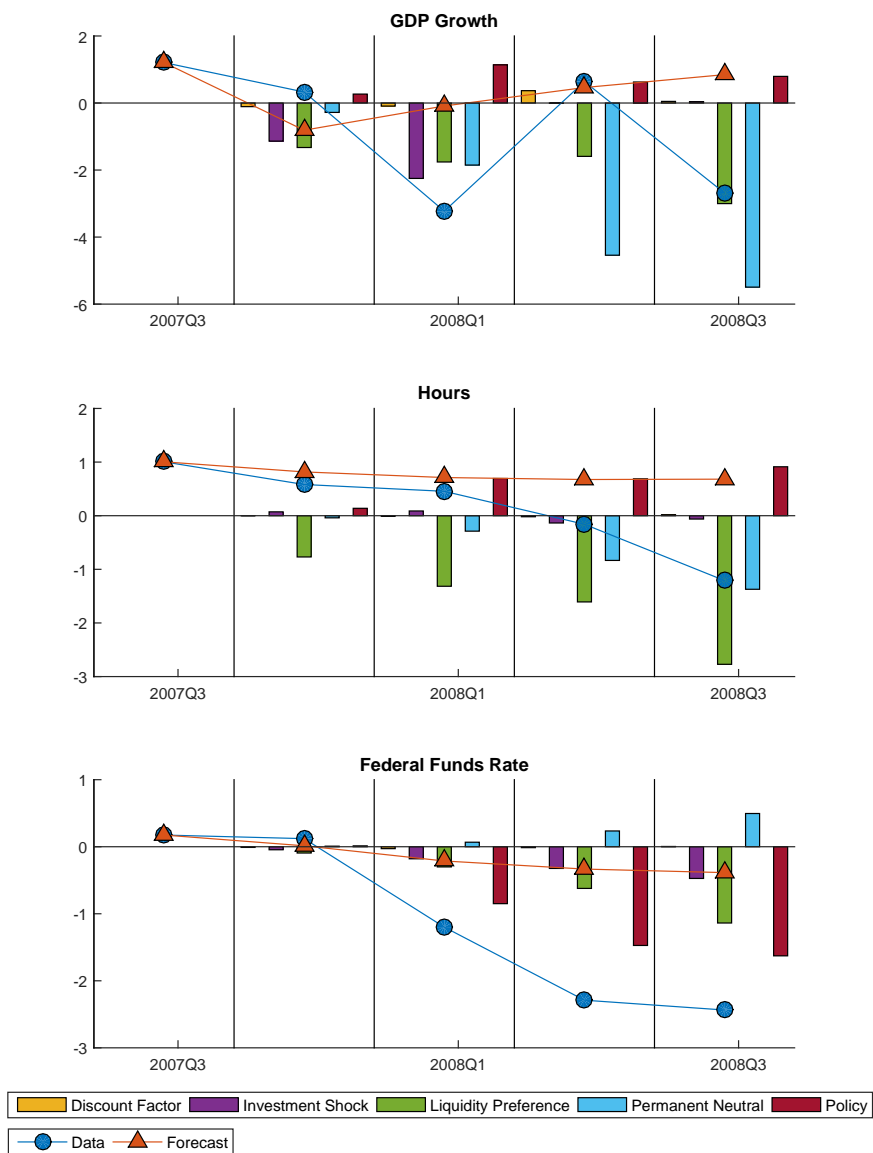 GDP Growth
2
0
-2
-4
-6
2007Q3 2008Q1 2008Q3
Hours
2
1
0
-1
-2
-3
2007Q3 2008Q1 2008Q3
Federal Funds Rate
1
0
-1
-2
-3
2007Q3 2008Q1 2008Q3
Discount Factor Investment Shock Liquidity Preference Permanent Neutral Policy
Data Forecast